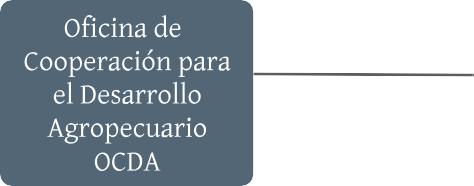 Oficina de
Cooperación para
el Desarrollo
Agropecuario
OCDA